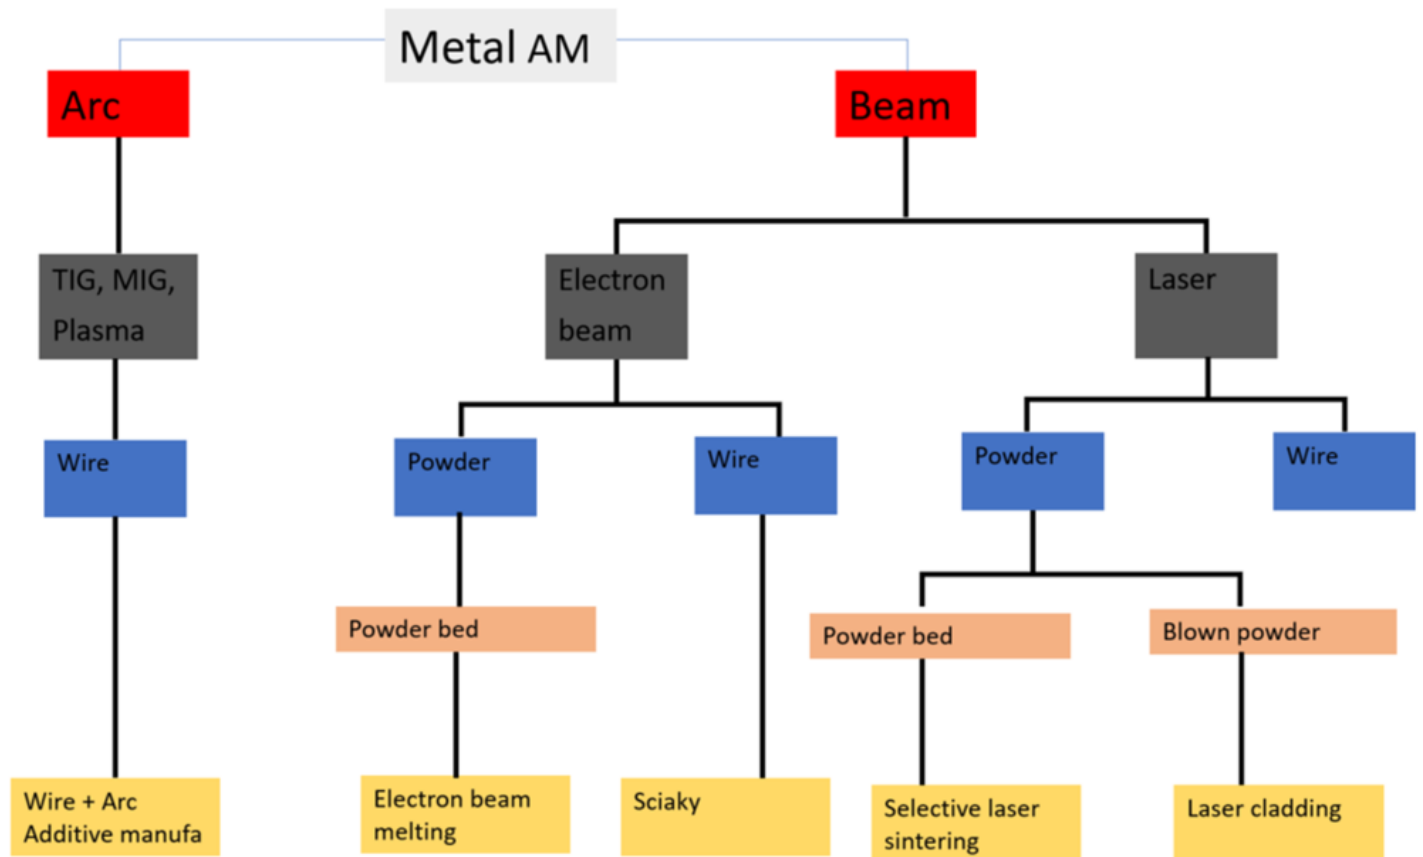 Metal AM
Arc
Beam
TIG, MIG,
Plasma
Electron
beam
Laser
Wire
Powder
Wire
Powder
Wire
Powder bed
Powder bed
Blown powder
Wire + Arc
Additive manufa
Electron beam
melting
Sciaky
Selective laser
sintering
Laser cladding